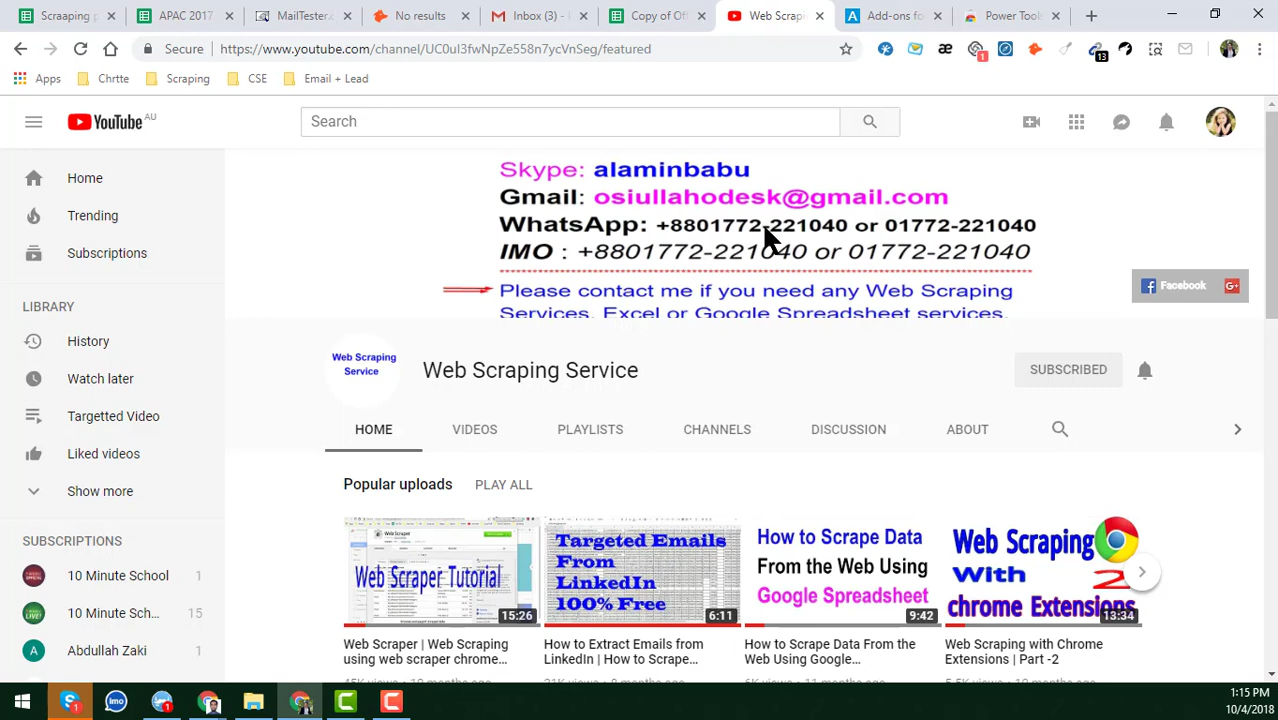 Scraping p
APAC 2017
MailTester.c
No results
Inbox (3) - 
Copy of Off
Web Scrapi
Add-ons fo
Power Tools
Secure
https://www.youtube.com/channel/UC0ul3fwNpZe558n7ycVnSeg/featured
1
13
Apps
Chrtte
Scraping
CSE
Email + Lead
YouTube AU
Search
Home
Trending
Subscriptions
LIBRARY
History
Watch later
Targetted Video
Liked videos
Show more
SUBSCRIPTIONS
10 Minute School 1
10 Minute Sch... 15
Abdullah Zaki 1
Skype: alaminbabu
Gmail: osiullahodesk@gmail.com
WhatsApp: +8801772-221040 or 01772-221040
IMO : +8801772-221040 or 01772-221040
Please contact me if you need any Web Scraping
Services, Excel or Google Spreadsheet services.
Facebook
Web Scraping
Service
Web Scraping Service
SUBSCRIBED
HOME
VIDEOS
PLAYLISTS
CHANNELS
DISCUSSION
ABOUT
Popular uploads
PLAY ALL
Web Scraper Tutorial
15:26
Web Scraper | Web Scraping
using web scraper chrome...
Targeted Emails
From
LinkedIn
100% Free
6:11
How to Extract Emails from
LinkedIn | How to Scrape...
How to Scrape Data
From the Web Using
Google Spreadsheet
9:42
How to Scrape Data From the
Web Using Google...
Web Scraping
With 2
chrome Extensions
13:34
Web Scraping with Chrome
Extensions | Part -2
1:15 PM
10/4/2018